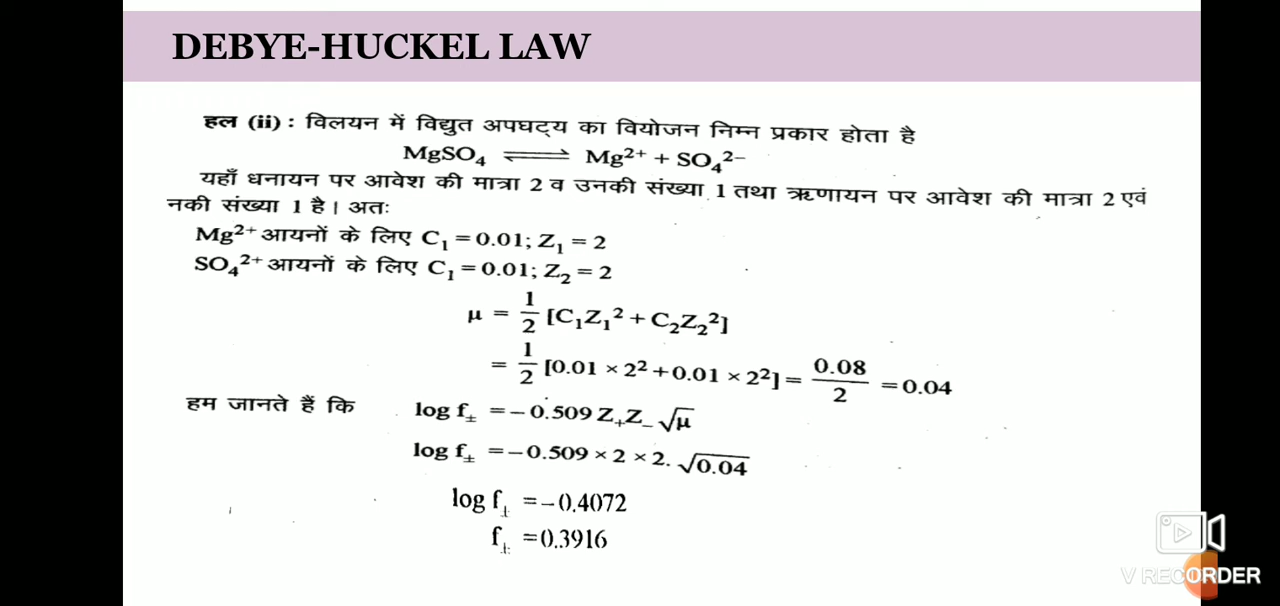 DEBYE-HUCKEL LAW
हल (ii) : विलयन में विद्युत अपघट्य का वियोजन निम्न प्रकार होता है
MgSO₄ ⇌ Mg²⁺ + SO₄²⁻
यहाँ धनायन पर आवेश की मात्रा 2 व उनकी संख्या 1 तथा ऋणायन पर आवेश की मात्रा 2 एवं
नकी संख्या 1 है। अतः
Mg²⁺ आयनों के लिए C₁ = 0.01; Z₁ = 2
SO₄²⁺ आयनों के लिए C₁ = 0.01; Z₂ = 2
μ = 1/2 [C₁Z₁² + C₂Z₂²]
= 1/2 [0.01 × 2² + 0.01 × 2²] = 0.08/2 = 0.04
हम जानते हैं कि log f± = – 0.509 Z₊Z₋ √μ
log f± = – 0.509 × 2 × 2. √0.04
log f± = – 0.4072
f± = 0.3916
V RECORDER